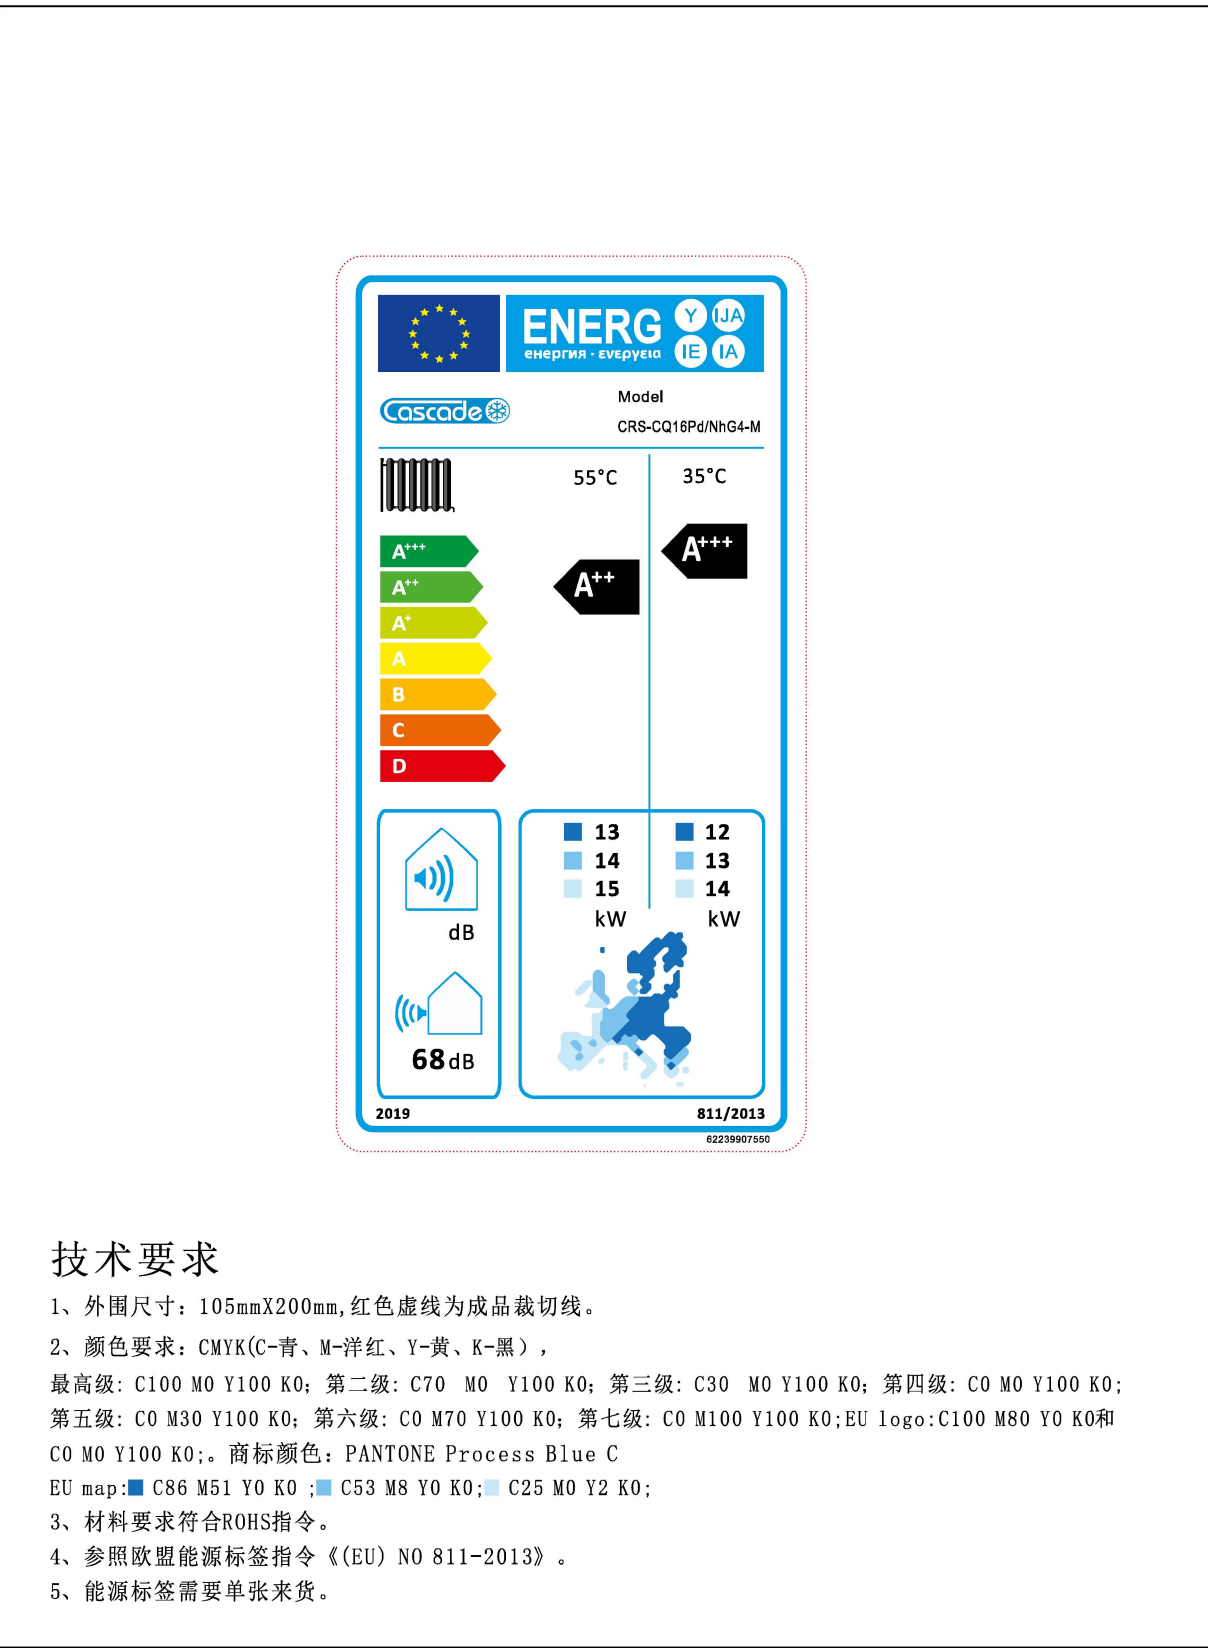 ENERG
енергия · ενεργεια
Y
IJA
IE
IA
Cascade
Model
CRS-CQ16Pd/NhG4-M
55°C
35°C
A+++
A++
A+
A
B
C
D
A++
A+++
dB
68 dB
13
14
15
kW
12
13
14
kW
2019
811/2013
62239907550
技术要求
1、外围尺寸：105mmX200mm,红色虚线为成品裁切线。
2、颜色要求：CMYK(C-青、M-洋红、Y-黄、K-黑），
最高级: C100 M0 Y100 K0; 第二级: C70 M0 Y100 K0; 第三级: C30 M0 Y100 K0; 第四级: C0 M0 Y100 K0;
第五级: C0 M30 Y100 K0; 第六级: C0 M70 Y100 K0; 第七级: C0 M100 Y100 K0;EU logo:C100 M80 Y0 K0和
C0 M0 Y100 K0;。商标颜色：PANTONE Process Blue C
EU map: C86 M51 Y0 K0 ; C53 M8 Y0 K0; C25 M0 Y2 K0;
3、材料要求符合ROHS指令。
4、参照欧盟能源标签指令《(EU) NO 811-2013》。
5、能源标签需要单张来货。